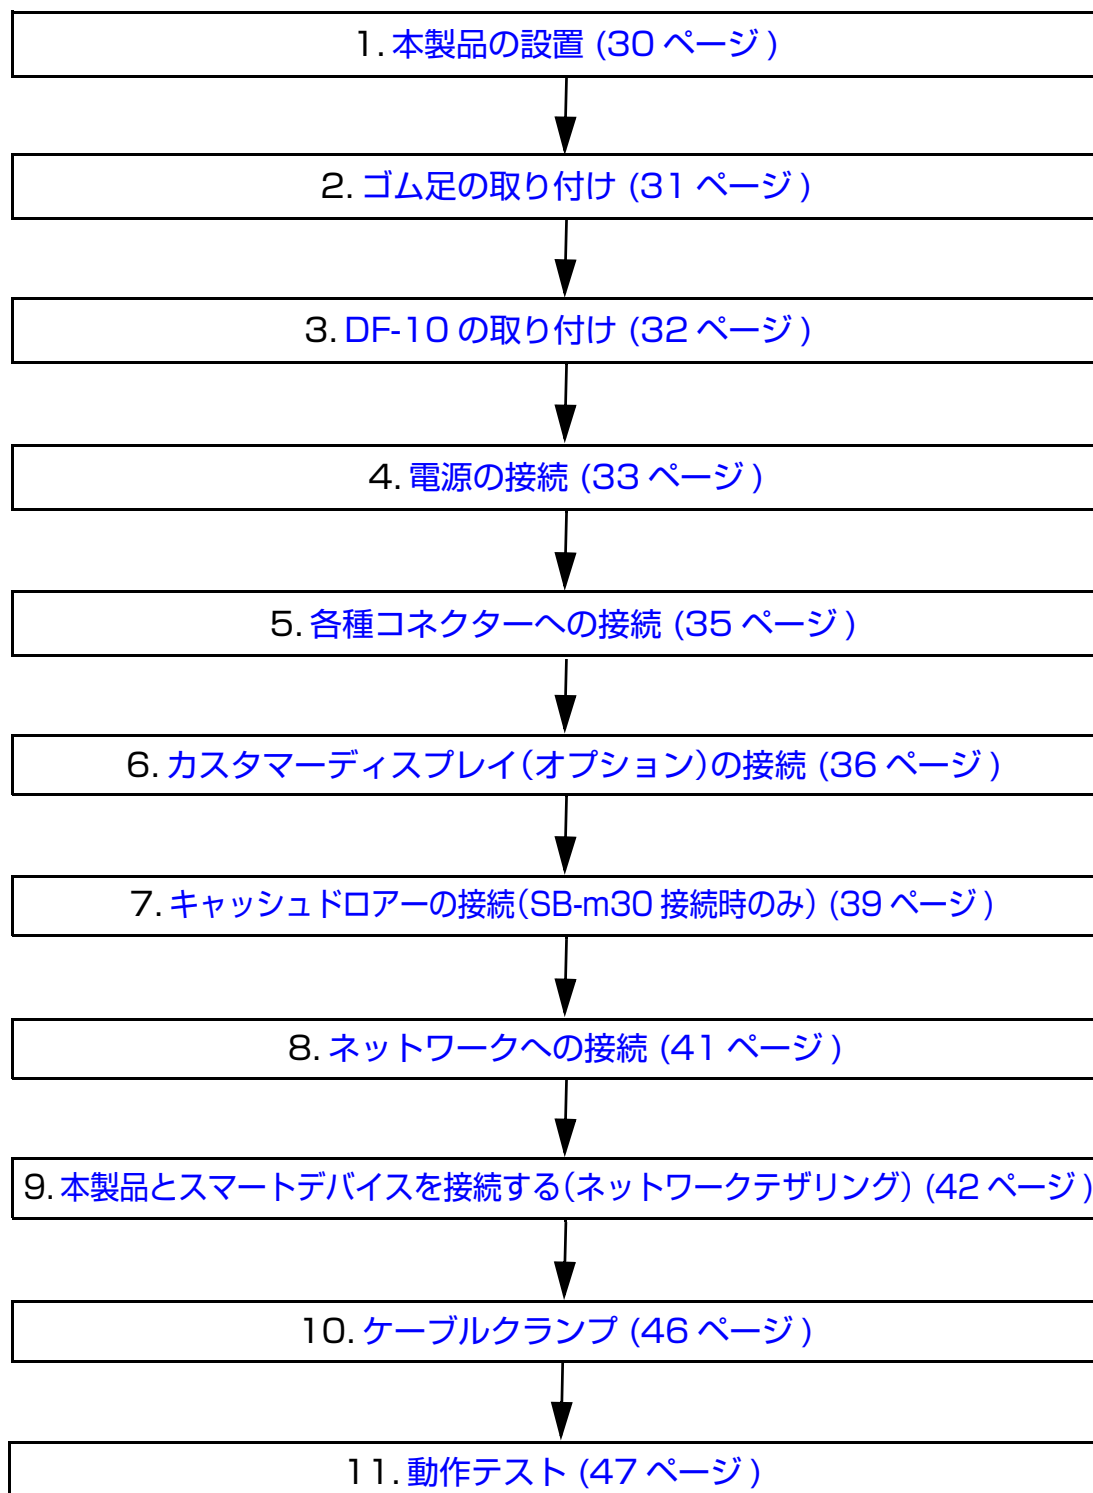 1. 本製品の設置 (30 ページ)
2. ゴム足の取り付け (31 ページ)
3. DF-10 の取り付け (32 ページ)
4. 電源の接続 (33 ページ)
5. 各種コネクターへの接続 (35 ページ)
6. カスタマーディスプレイ(オプション)の接続 (36 ページ)
7. キャッシュドロアーの接続(SB-m30 接続時のみ) (39 ページ)
8. ネットワークへの接続 (41 ページ)
9. 本製品とスマートデバイスを接続する(ネットワークテザリング) (42 ページ)
10. ケーブルクランプ (46 ページ)
11. 動作テスト (47 ページ)